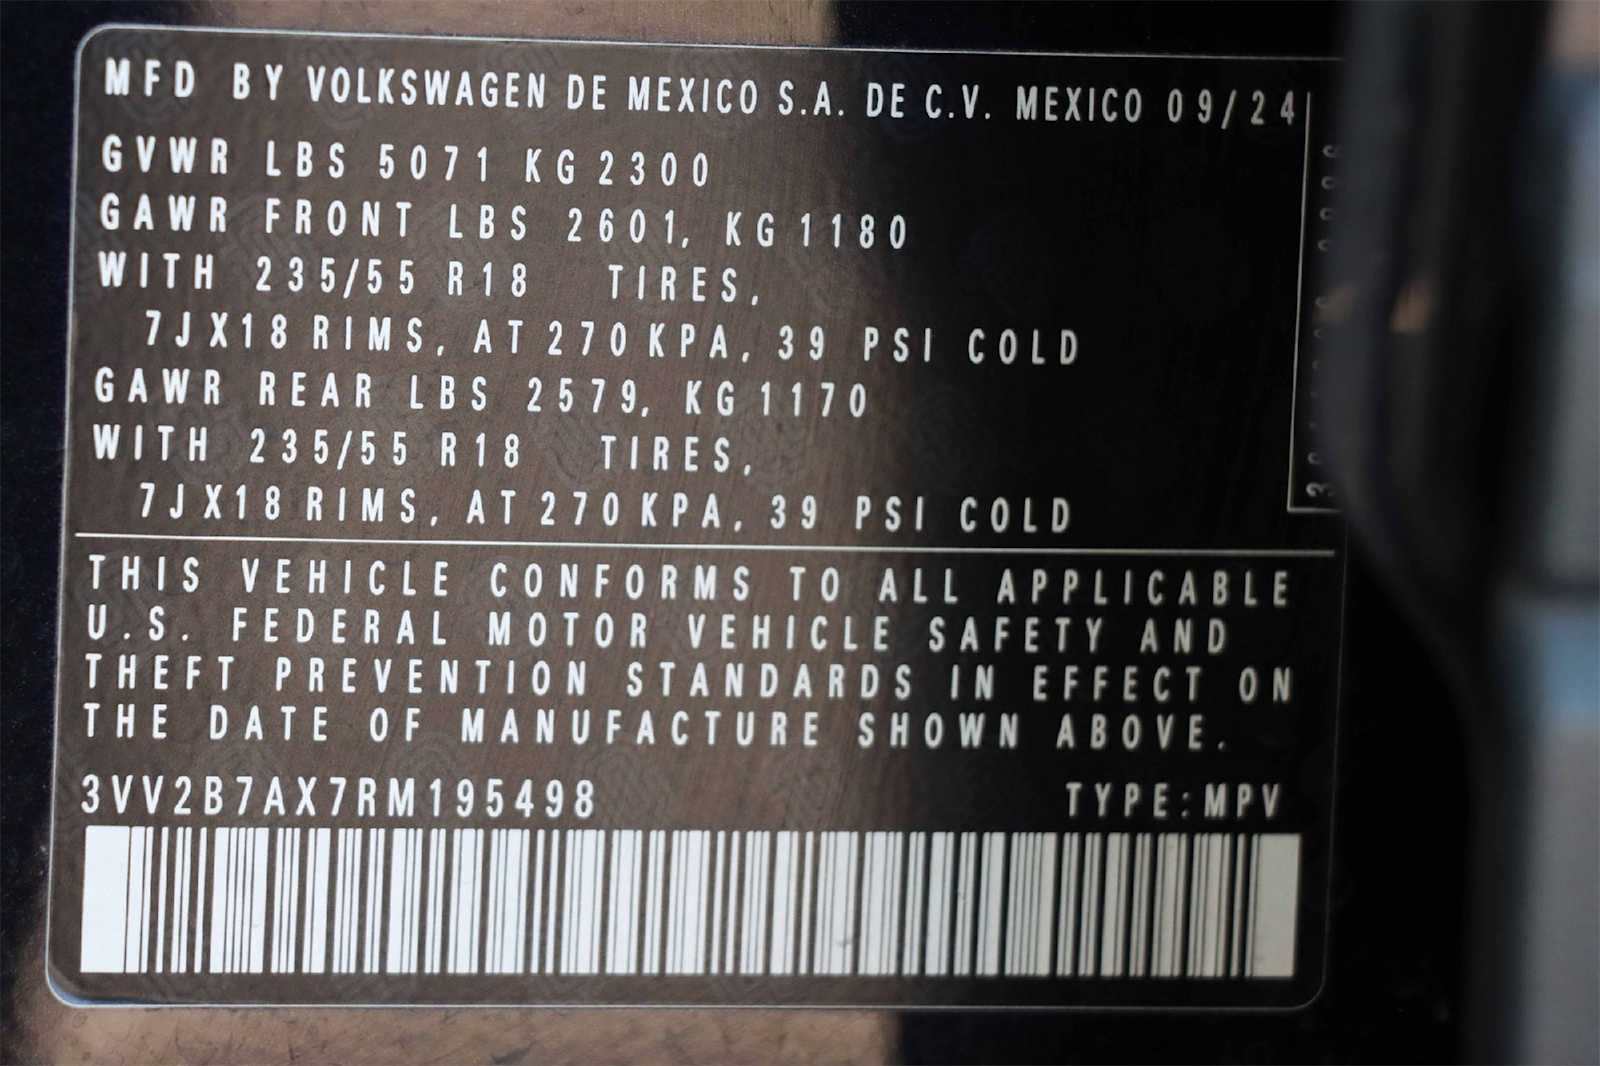 MFD BY VOLKSWAGEN DE MEXICO S.A. DE C.V. MEXICO 09/24
GVWR LBS 5071 KG 2300
GAWR FRONT LBS 2601, KG 1180
WITH 235/55 R18 TIRES,
7JX18 RIMS, AT 270 KPA, 39 PSI COLD
GAWR REAR LBS 2579, KG 1170
WITH 235/55 R18 TIRES,
7JX18 RIMS, AT 270 KPA, 39 PSI COLD
THIS VEHICLE CONFORMS TO ALL APPLICABLE
U.S. FEDERAL MOTOR VEHICLE SAFETY AND
THEFT PREVENTION STANDARDS IN EFFECT ON
THE DATE OF MANUFACTURE SHOWN ABOVE.
3VV2B7AX7RM195498 TYPE:MPV